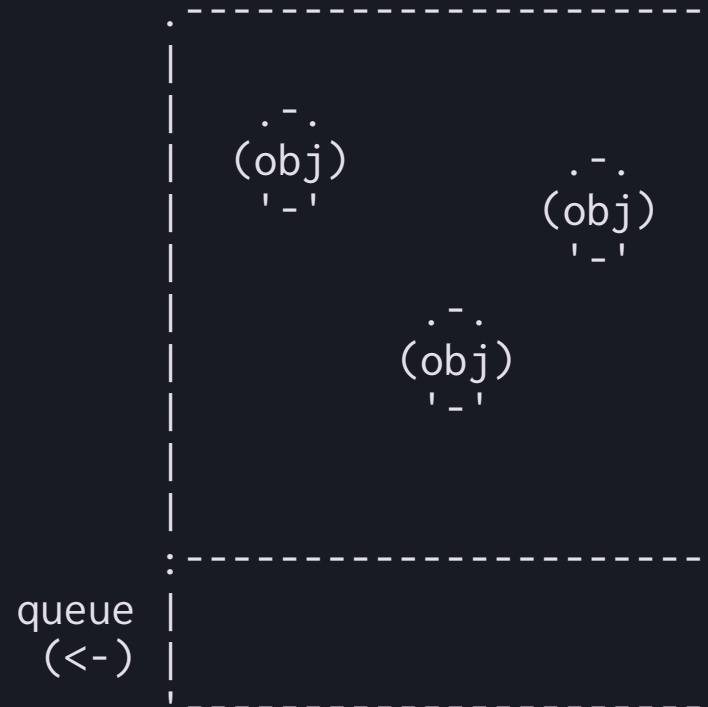 .----------------------
|
|    .-.
|   (obj)          .-.
|    '-'          (obj)
|                  '-'
|           .-.
|          (obj)
|           '-'
|
|
:----------------------
queue |
(<-) |
'----------------------